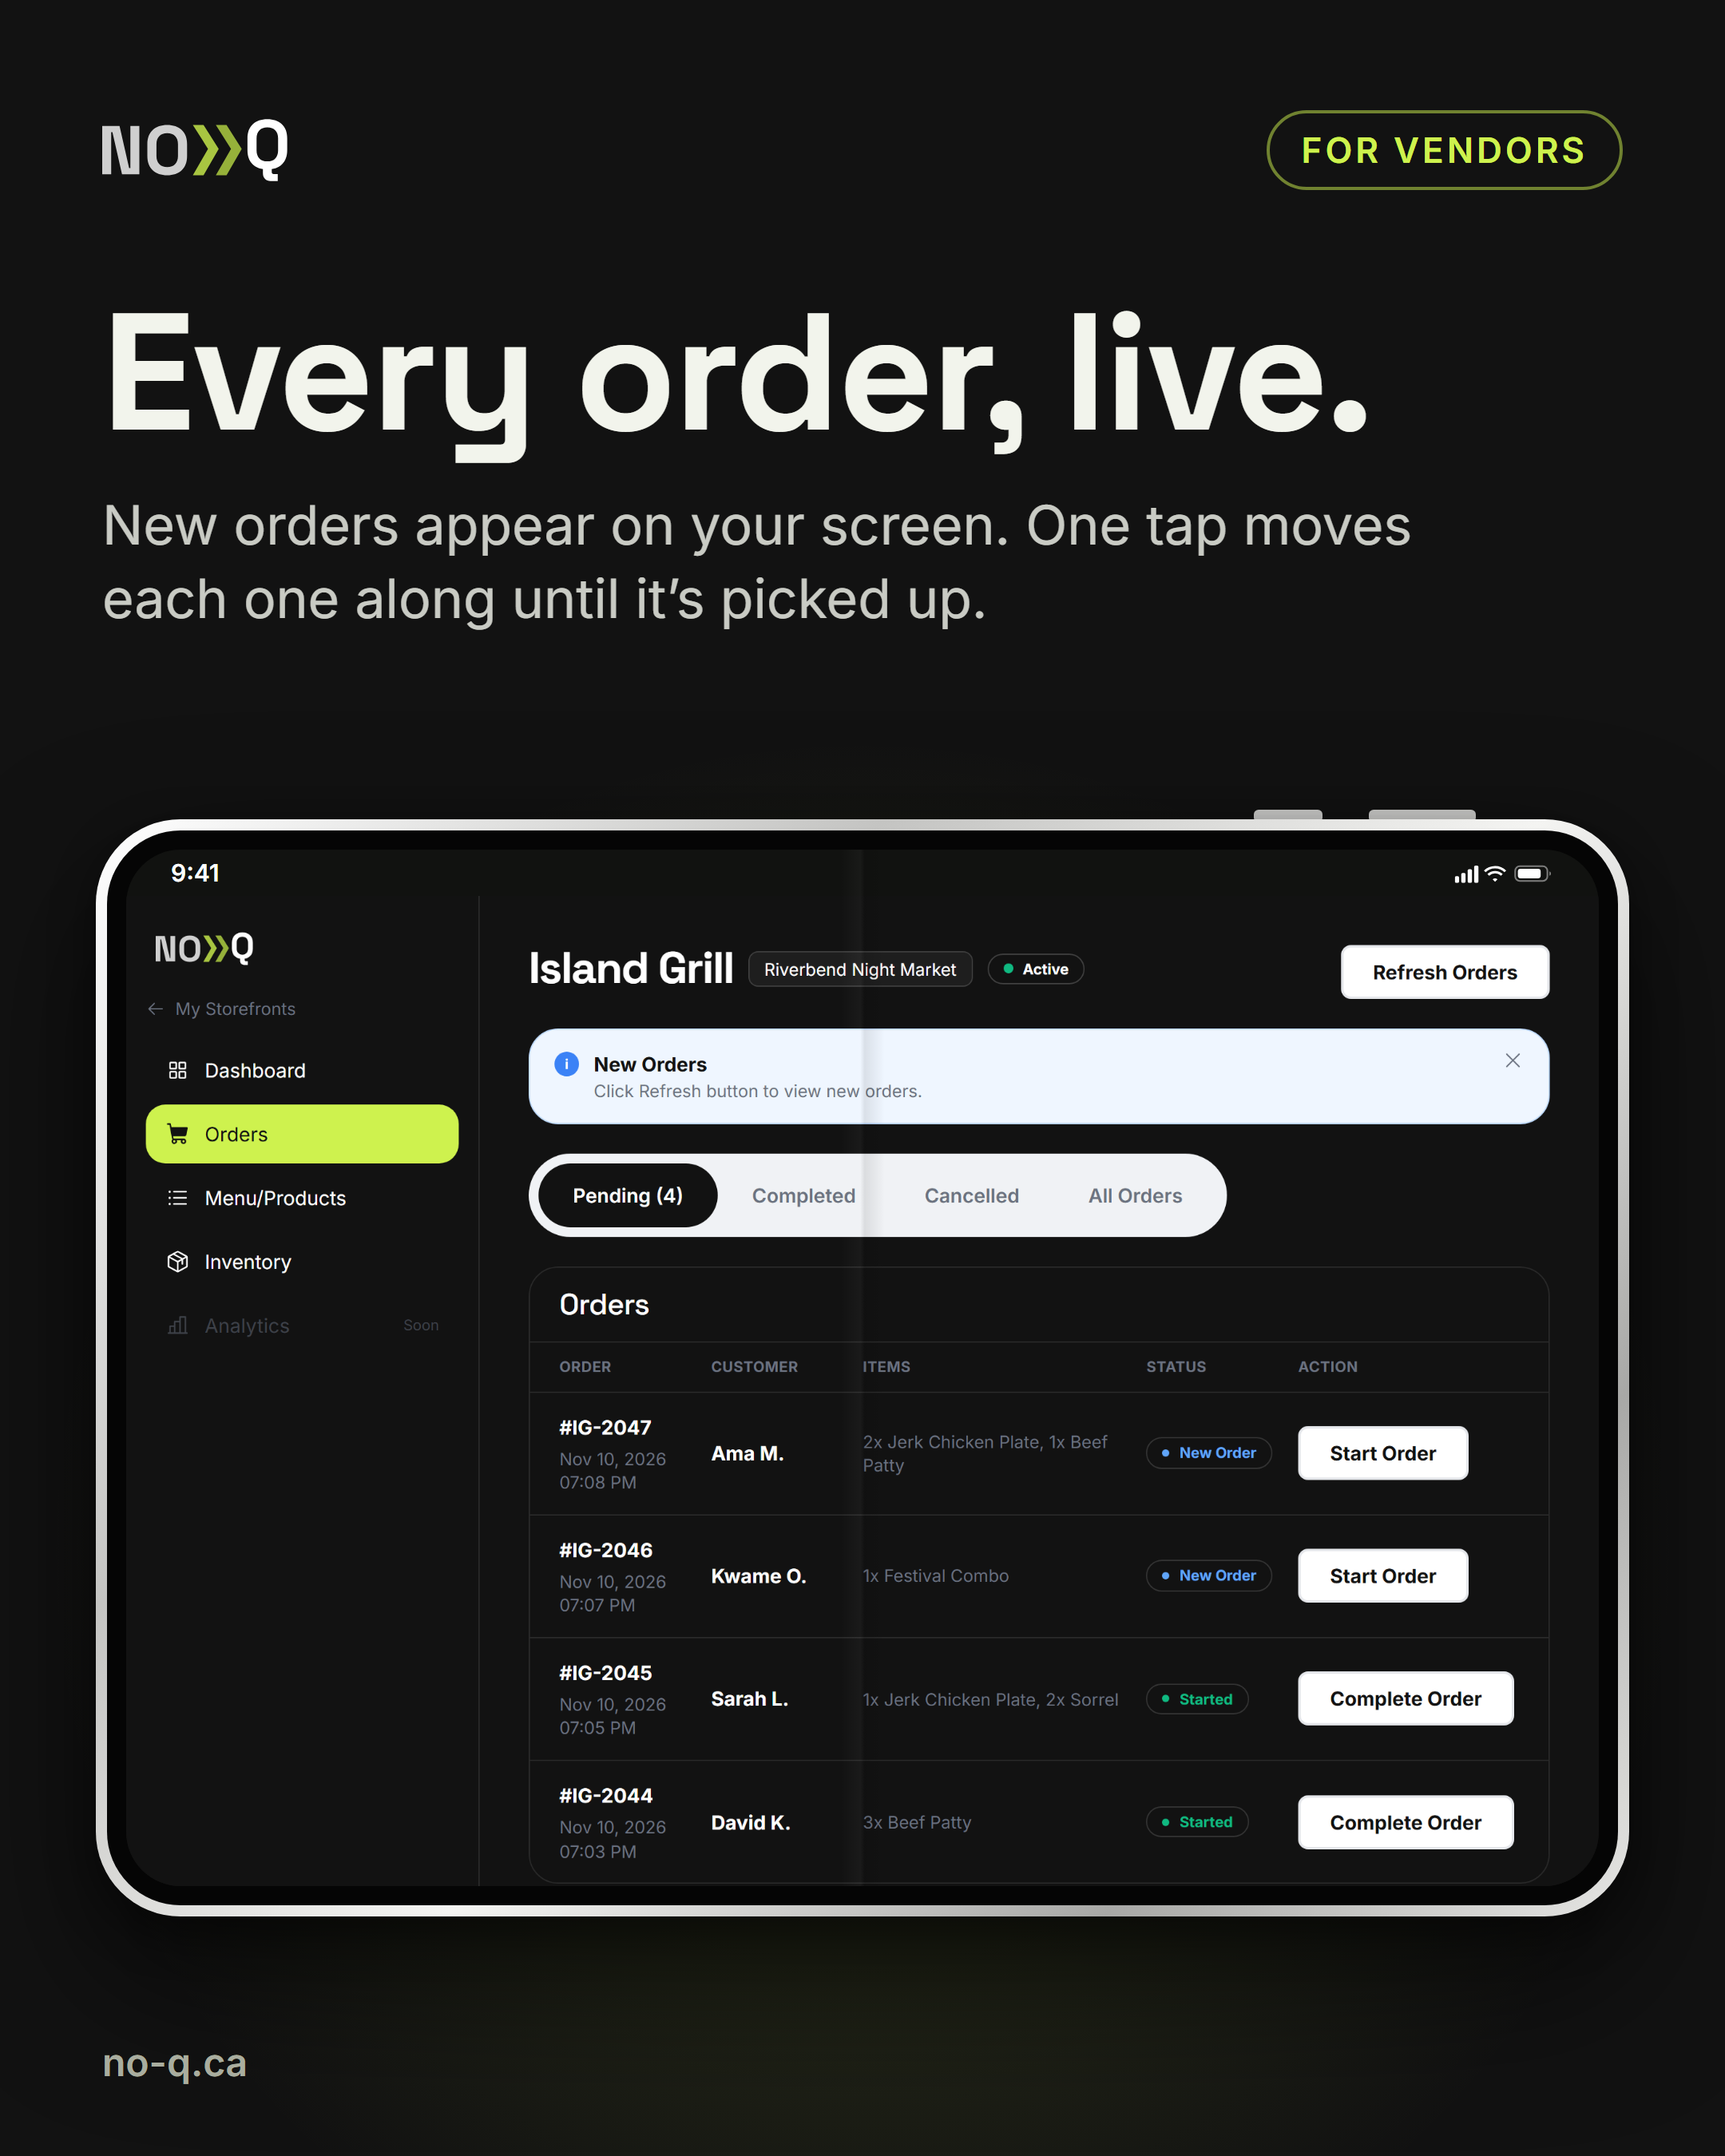 NO»Q
FOR VENDORS
Every order, live.
New orders appear on your screen. One tap moves
each one along until it’s picked up.
9:41
NO»Q
My Storefronts
Dashboard
Orders
Menu/Products
Inventory
Analytics Soon
Island Grill Riverbend Night Market Active
Refresh Orders
New Orders
Click Refresh button to view new orders.
Pending (4) Completed Cancelled All Orders
Orders
ORDER CUSTOMER ITEMS STATUS ACTION
#IG-2047
Nov 10, 2026
07:08 PM
Ama M.
2x Jerk Chicken Plate, 1x Beef
Patty
New Order
Start Order
#IG-2046
Nov 10, 2026
07:07 PM
Kwame O.
1x Festival Combo
New Order
Start Order
#IG-2045
Nov 10, 2026
07:05 PM
Sarah L.
1x Jerk Chicken Plate, 2x Sorrel
Started
Complete Order
#IG-2044
Nov 10, 2026
07:03 PM
David K.
3x Beef Patty
Started
Complete Order
no-q.ca